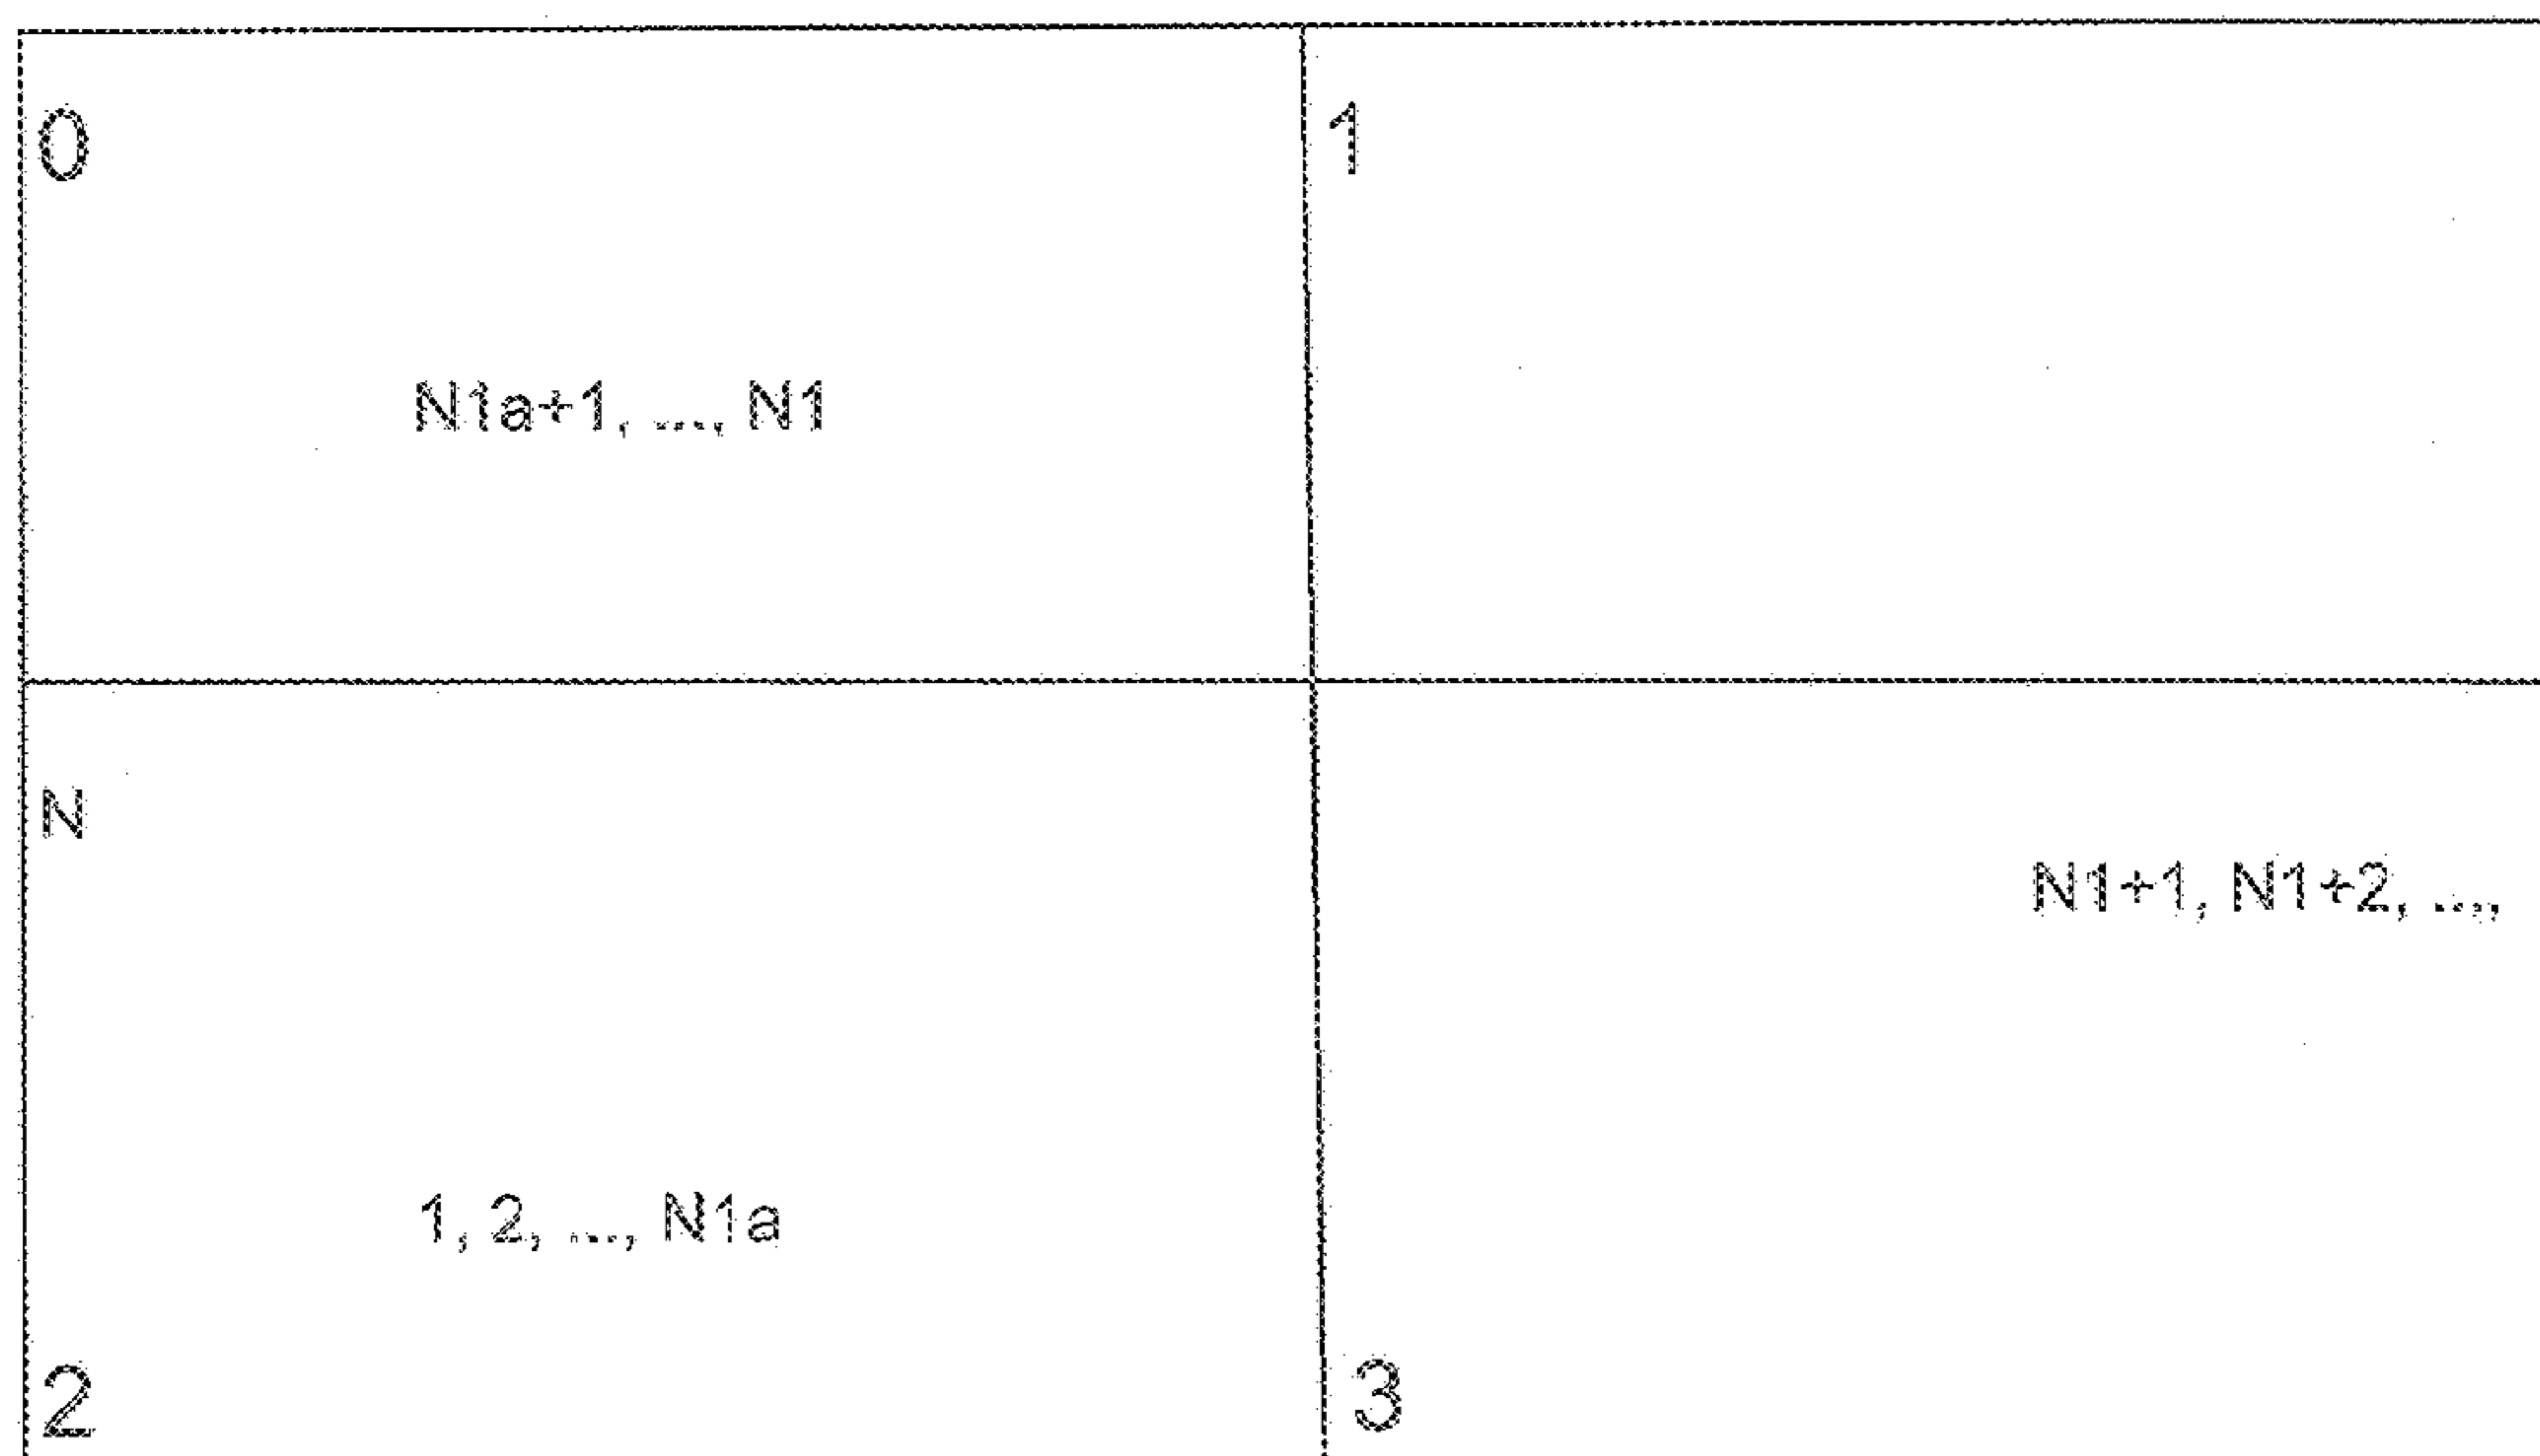 0
1
N1a+1, ..., N1
N
N1+1, N1+2, ...,
1, 2, ..., N1a
2
3